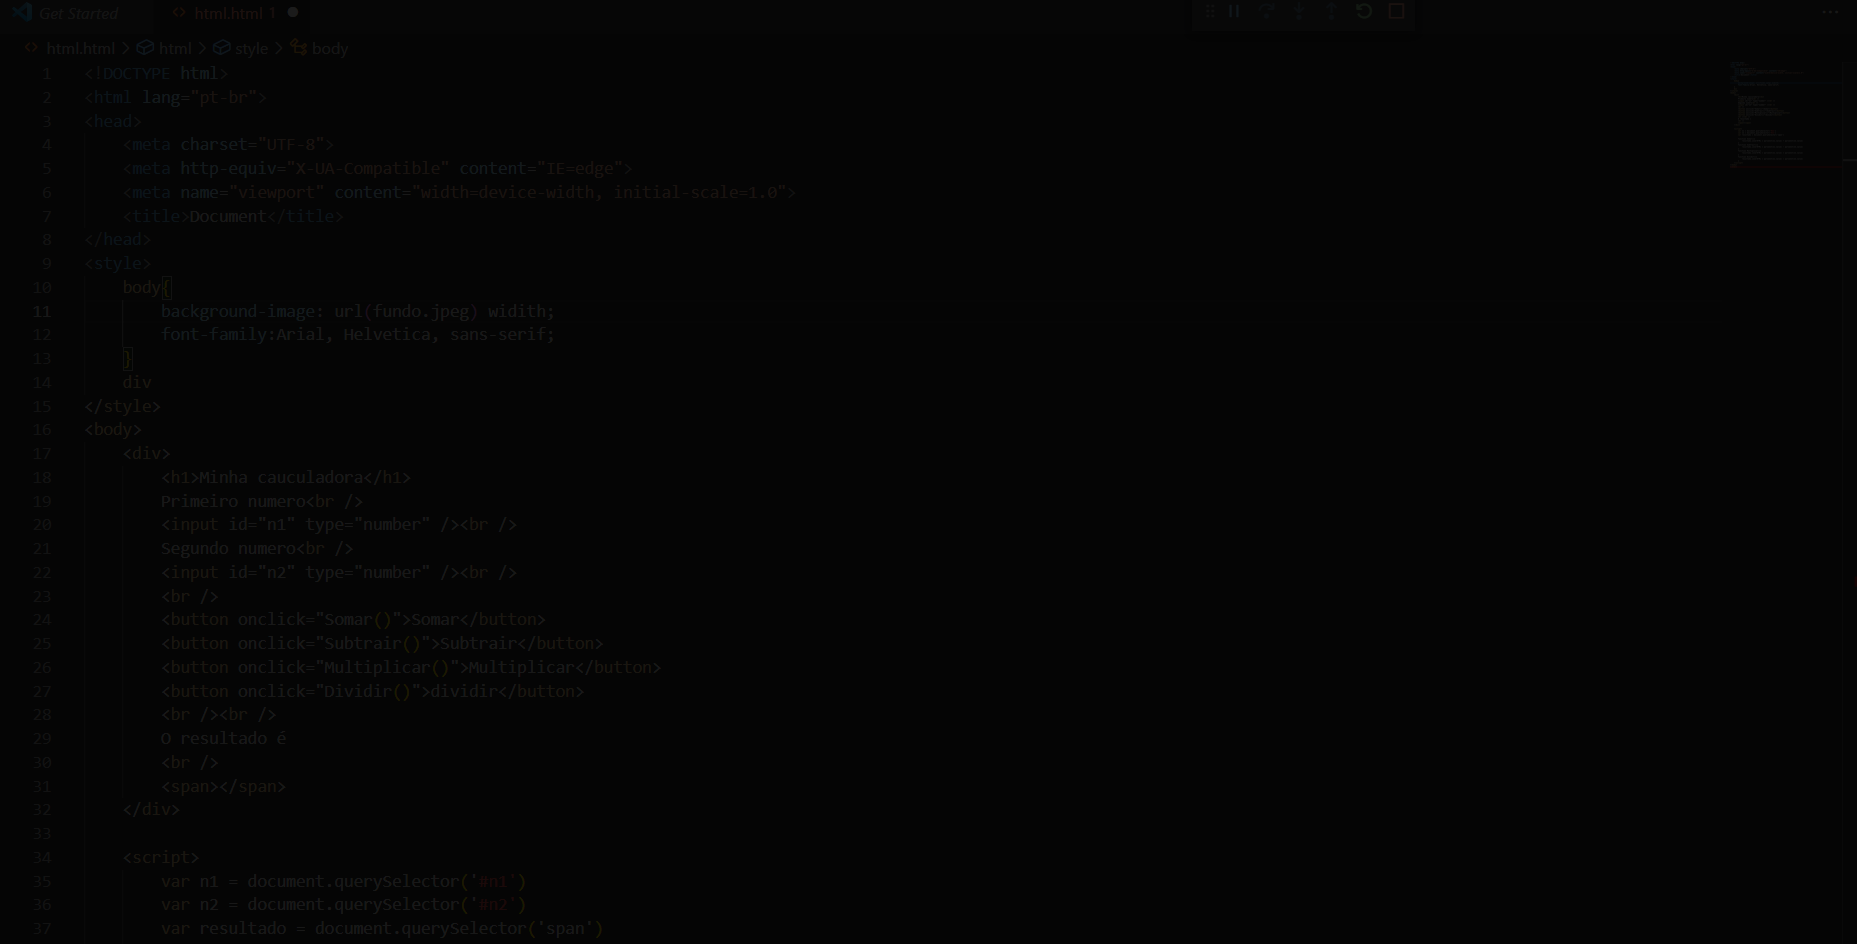 Get Started
html.html 1
html.html > html > style > body
1 <!DOCTYPE html>
2 <html lang="pt-br">
3 <head>
4 <meta charset="UTF-8">
5 <meta http-equiv="X-UA-Compatible" content="IE=edge">
6 <meta name="viewport" content="width=device-width, initial-scale=1.0">
7 <title>Document</title>
8 </head>
9 <style>
10 body{
11 background-image: url(fundo.jpeg) widith;
12 font-family:Arial, Helvetica, sans-serif;
13 }
14 div
15 </style>
16 <body>
17 <div>
18 <h1>Minha cauculadora</h1>
19 Primeiro numero<br />
20 <input id="n1" type="number" /><br />
21 Segundo numero<br />
22 <input id="n2" type="number" /><br />
23 <br />
24 <button onclick="Somar()">Somar</button>
25 <button onclick="Subtrair()">Subtrair</button>
26 <button onclick="Multiplicar()">Multiplicar</button>
27 <button onclick="Dividir()">dividir</button>
28 <br /><br />
29 O resultado é
30 <br />
31 <span></span>
32 </div>
33
34 <script>
35 var n1 = document.querySelector('#n1')
36 var n2 = document.querySelector('#n2')
37 var resultado = document.querySelector('span')